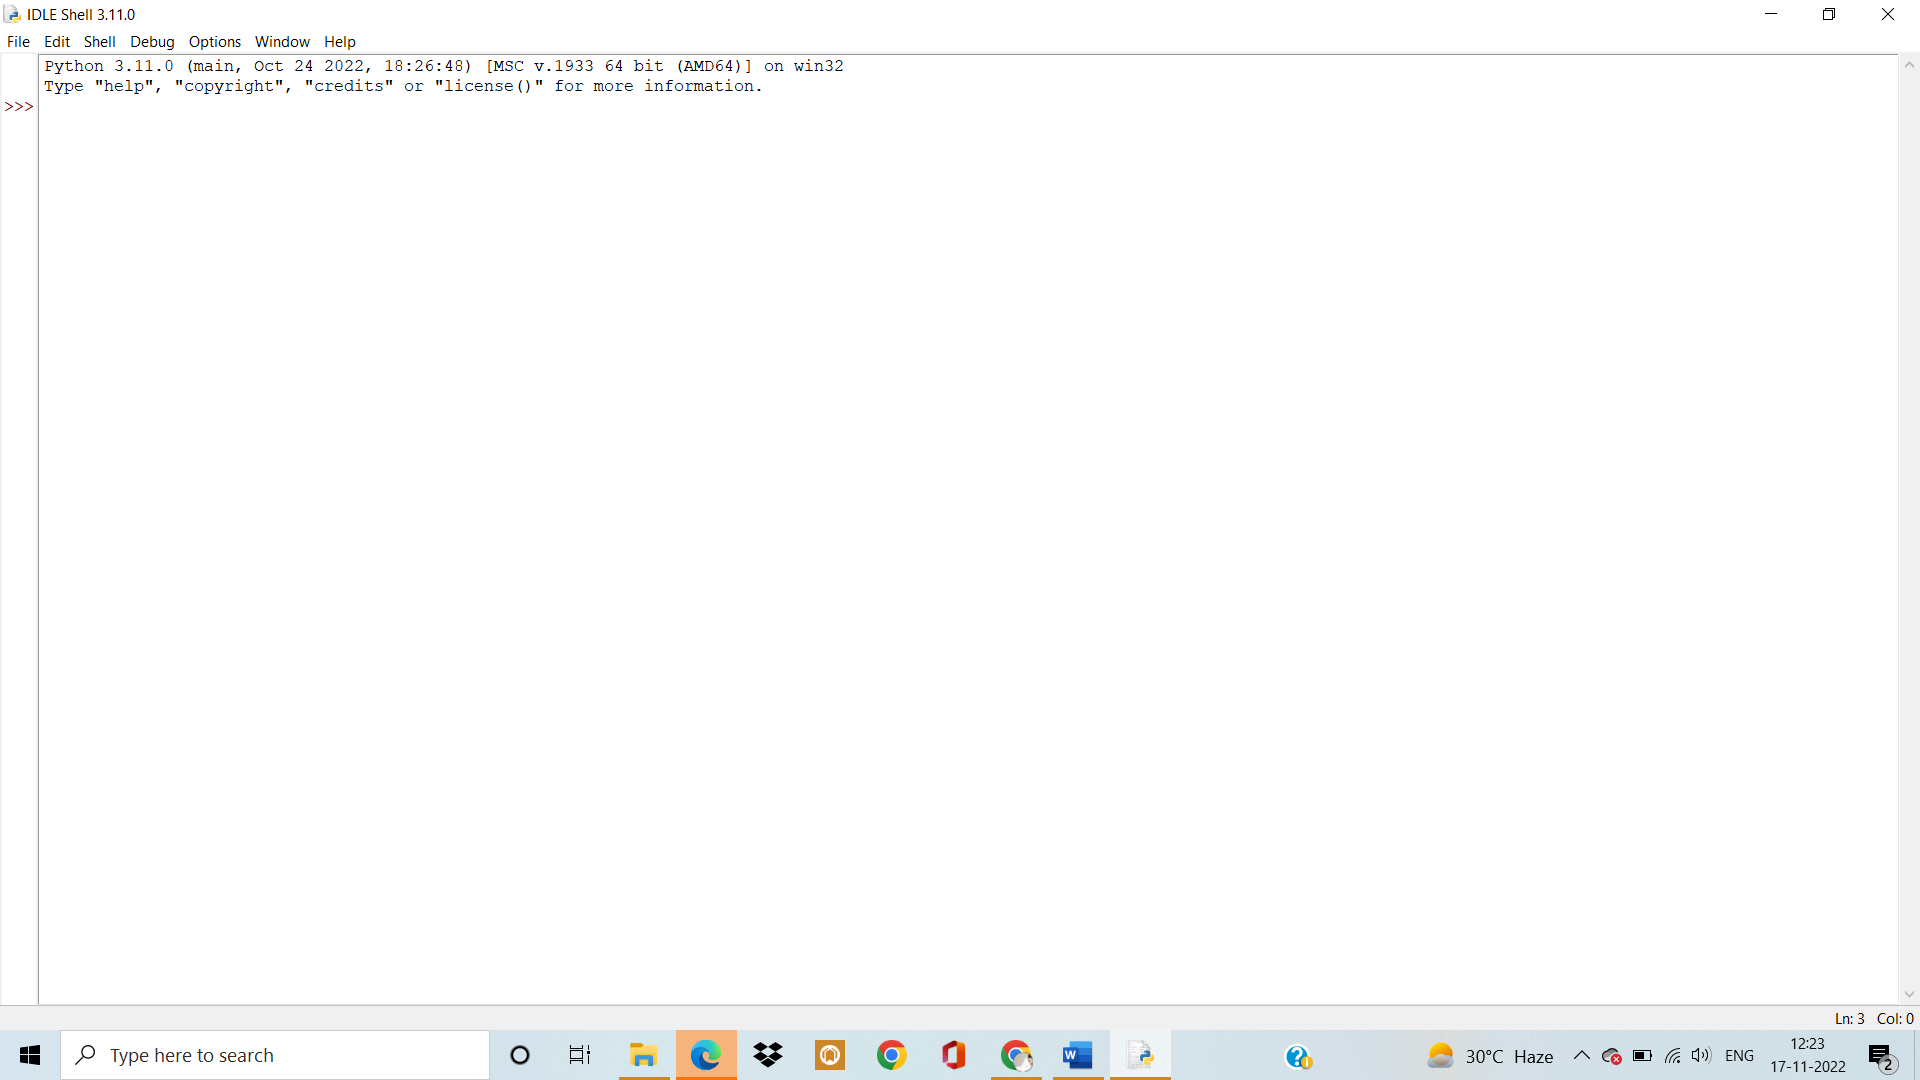 IDLE Shell 3.11.0
File Edit Shell Debug Options Window Help
Python 3.11.0 (main, Oct 24 2022, 18:26:48) [MSC v.1933 64 bit (AMD64)] on win32
Type "help", "copyright", "credits" or "license()" for more information.
>>>
Ln: 3 Col: 0
Type here to search
W
30°C Haze
ENG
12:23
17-11-2022
2